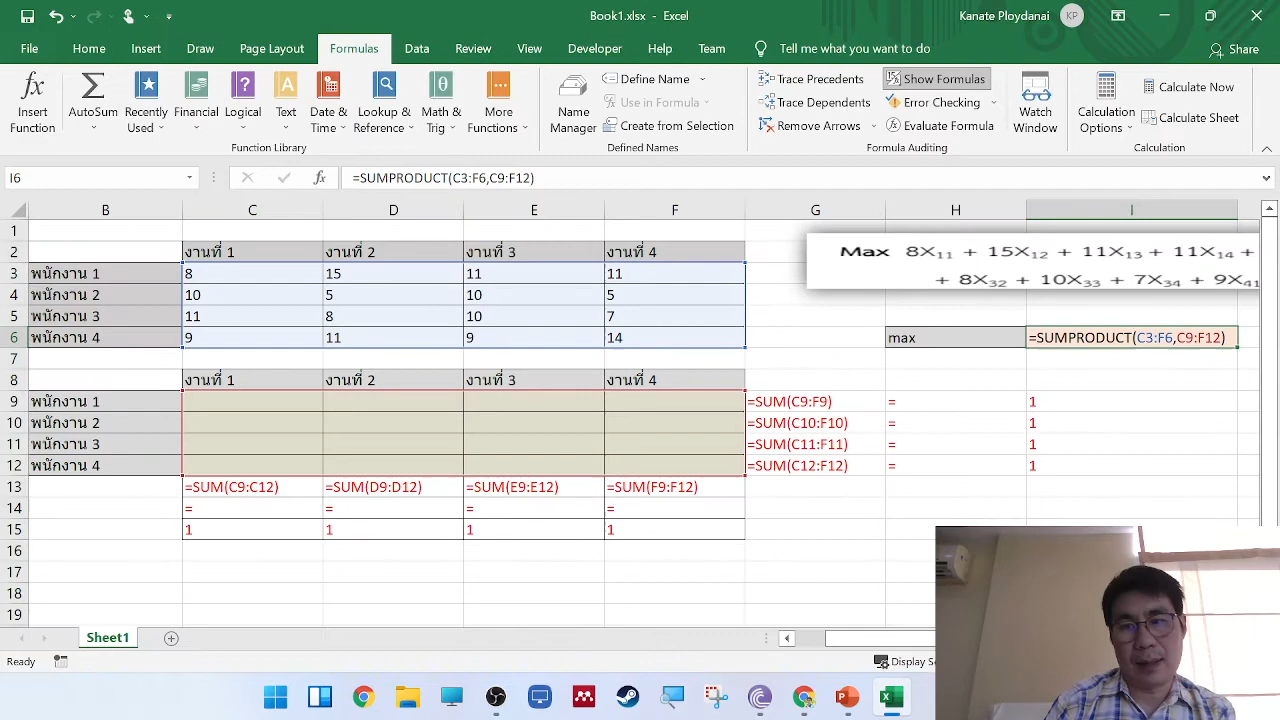 Book1.xlsx - Excel
Kanate Ploydanai KP
File Home Insert Draw Page Layout Formulas Data Review View Developer Help Team Tell me what you want to do Share
Insert Function
AutoSum
Recently Used
Financial
Logical
Text
Date & Time
Lookup & Reference
Math & Trig
More Functions
Function Library
Name Manager
Define Name
Use in Formula
Create from Selection
Defined Names
Trace Precedents
Trace Dependents
Remove Arrows
Show Formulas
Error Checking
Evaluate Formula
Formula Auditing
Watch Window
Calculation Options
Calculate Now
Calculate Sheet
Calculation
I6 fx =SUMPRODUCT(C3:F6,C9:F12)
B C D E F G H I
1
2 งานที่ 1 งานที่ 2 งานที่ 3 งานที่ 4 Max 8X₁₁ + 15X₁₂ + 11X₁₃ + 11X₁₄ +
3 พนักงาน 1 8 15 11 11 + 8X₃₂ + 10X₃₃ + 7X₃₄ + 9X₄₁
4 พนักงาน 2 10 5 10 5
5 พนักงาน 3 11 8 10 7
6 พนักงาน 4 9 11 9 14 max =SUMPRODUCT(C3:F6,C9:F12)
7
8 งานที่ 1 งานที่ 2 งานที่ 3 งานที่ 4
9 พนักงาน 1 =SUM(C9:F9) = 1
10 พนักงาน 2 =SUM(C10:F10) = 1
11 พนักงาน 3 =SUM(C11:F11) = 1
12 พนักงาน 4 =SUM(C12:F12) = 1
13 =SUM(C9:C12) =SUM(D9:D12) =SUM(E9:E12) =SUM(F9:F12)
14 = = = =
15 1 1 1 1
16
17
18
19
Sheet1
Ready Display Se